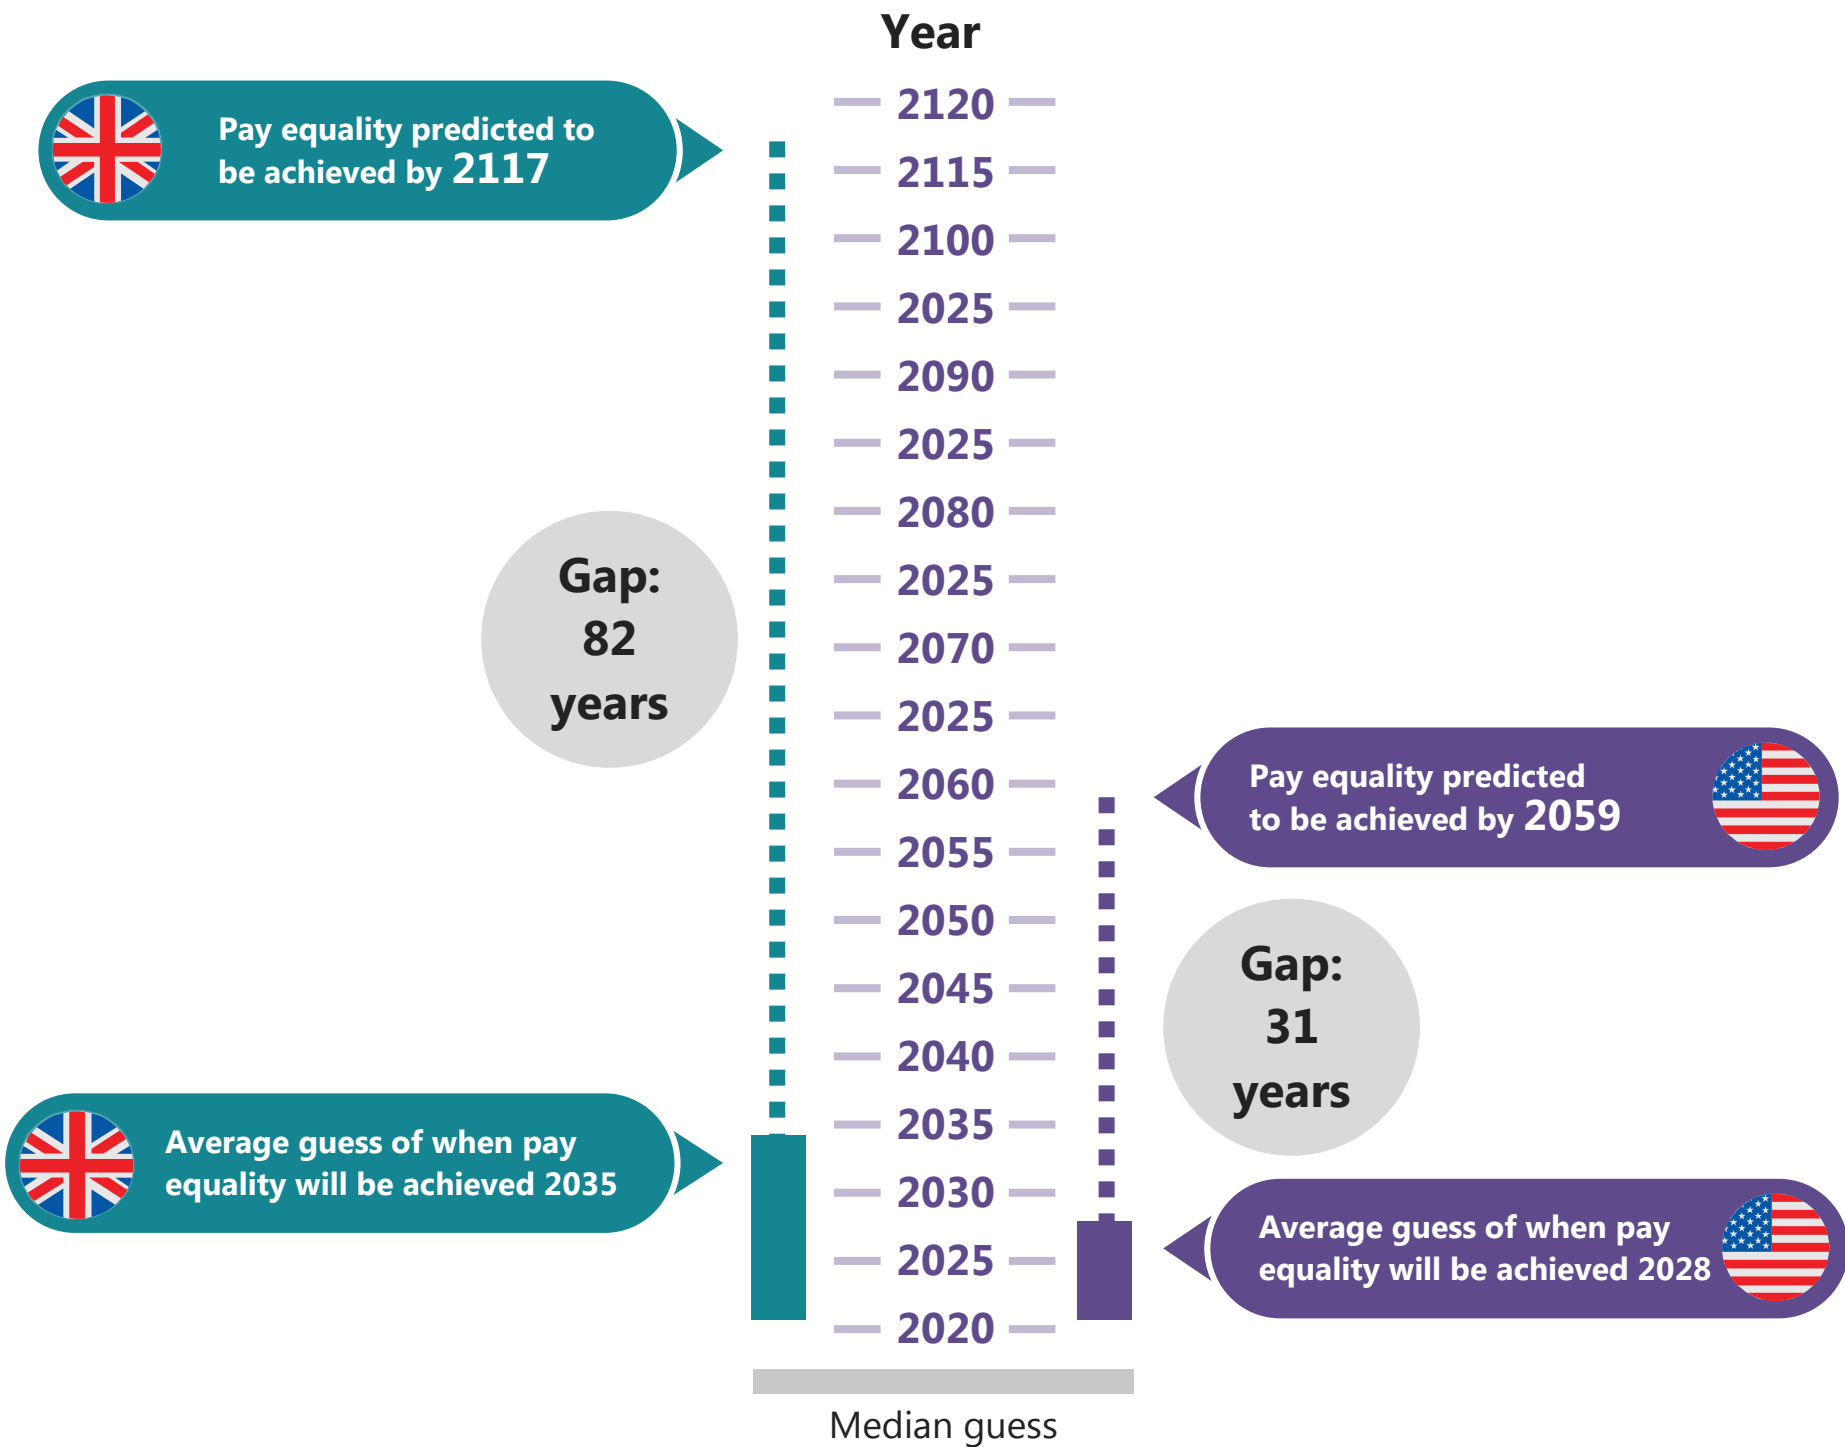 Year
Pay equality predicted to
be achieved by 2117
2120
2115
2100
2025
2090
2025
2080
2025
2070
2025
2060
2055
2050
2045
2040
2035
2030
2025
2020
Gap:
82
years
Pay equality predicted
to be achieved by 2059
Gap:
31
years
Average guess of when pay
equality will be achieved 2035
Average guess of when pay
equality will be achieved 2028
Median guess